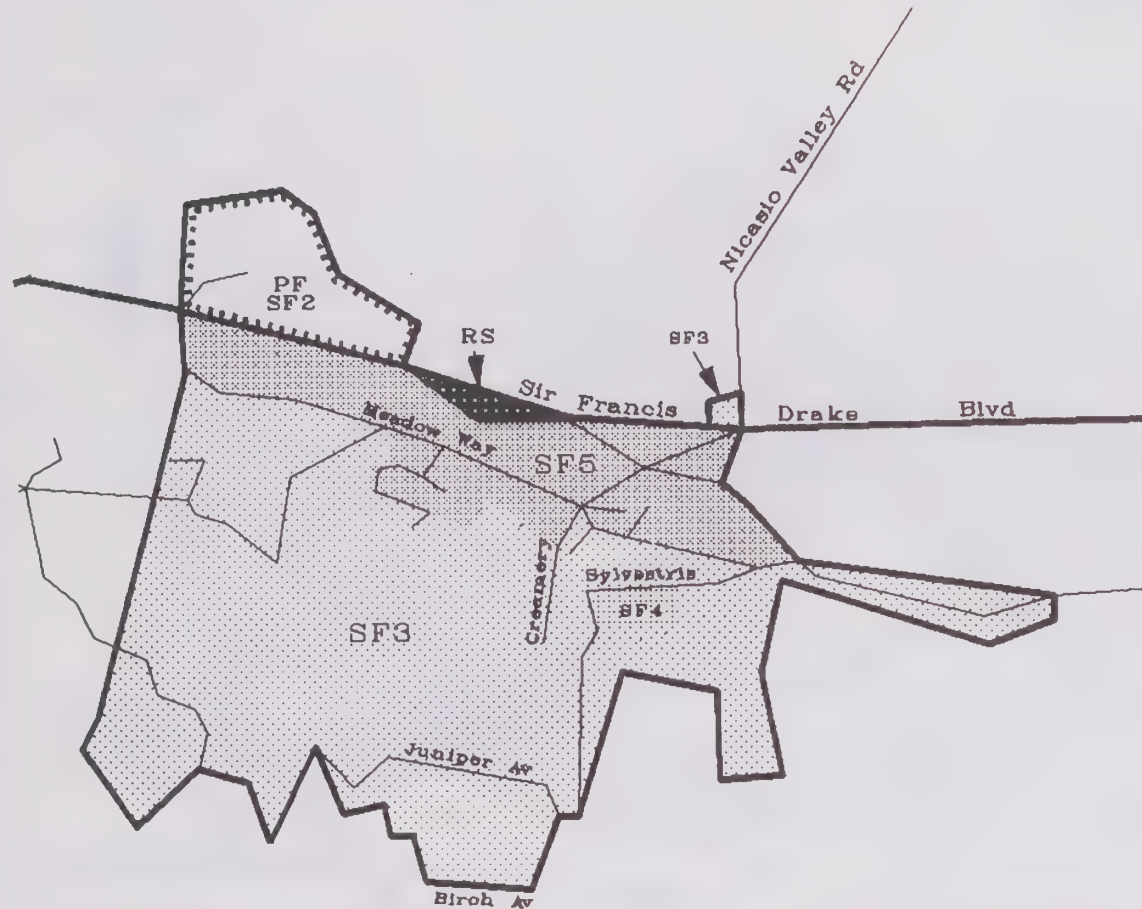 Nicasio Valley Rd
PF
SF2
RS
SF3
Sir Francis Drake Blvd
Meadow Way
SF5
Creamery
Sylvestris
SF4
SF3
Juniper Av
Birch Av